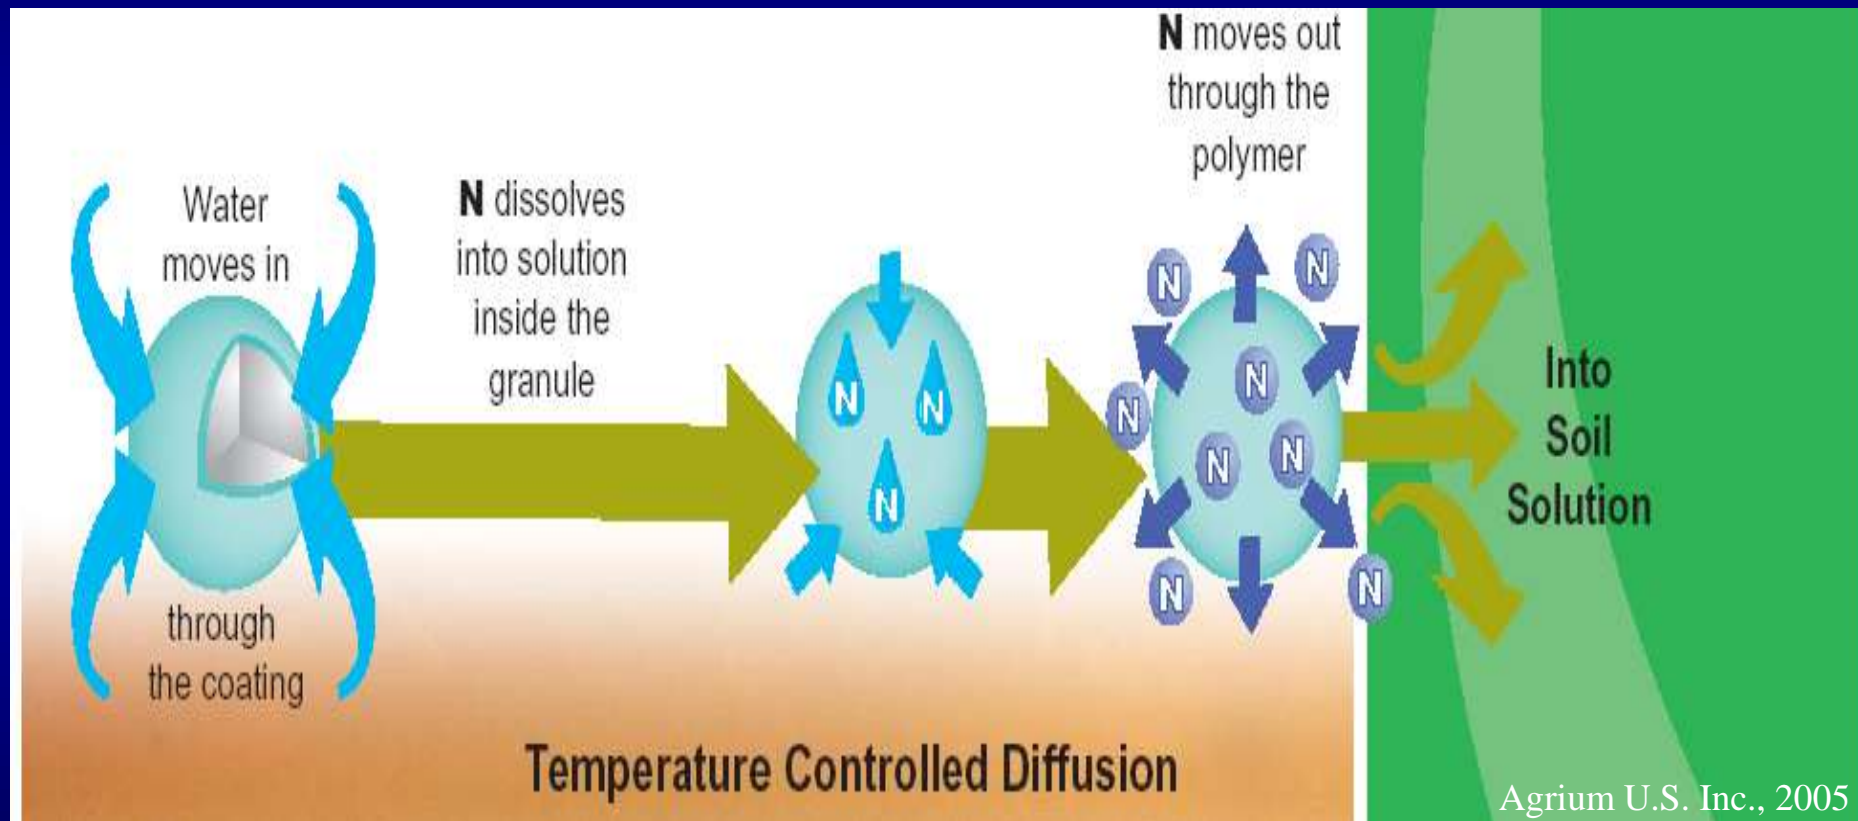 Water
moves in
through
the coating
N dissolves
into solution
inside the
granule
N
N
N
N moves out
through the
polymer
N
N
N
N
N
N
N
N
Into
Soil
Solution
Temperature Controlled Diffusion
Agrium U.S. Inc., 2005